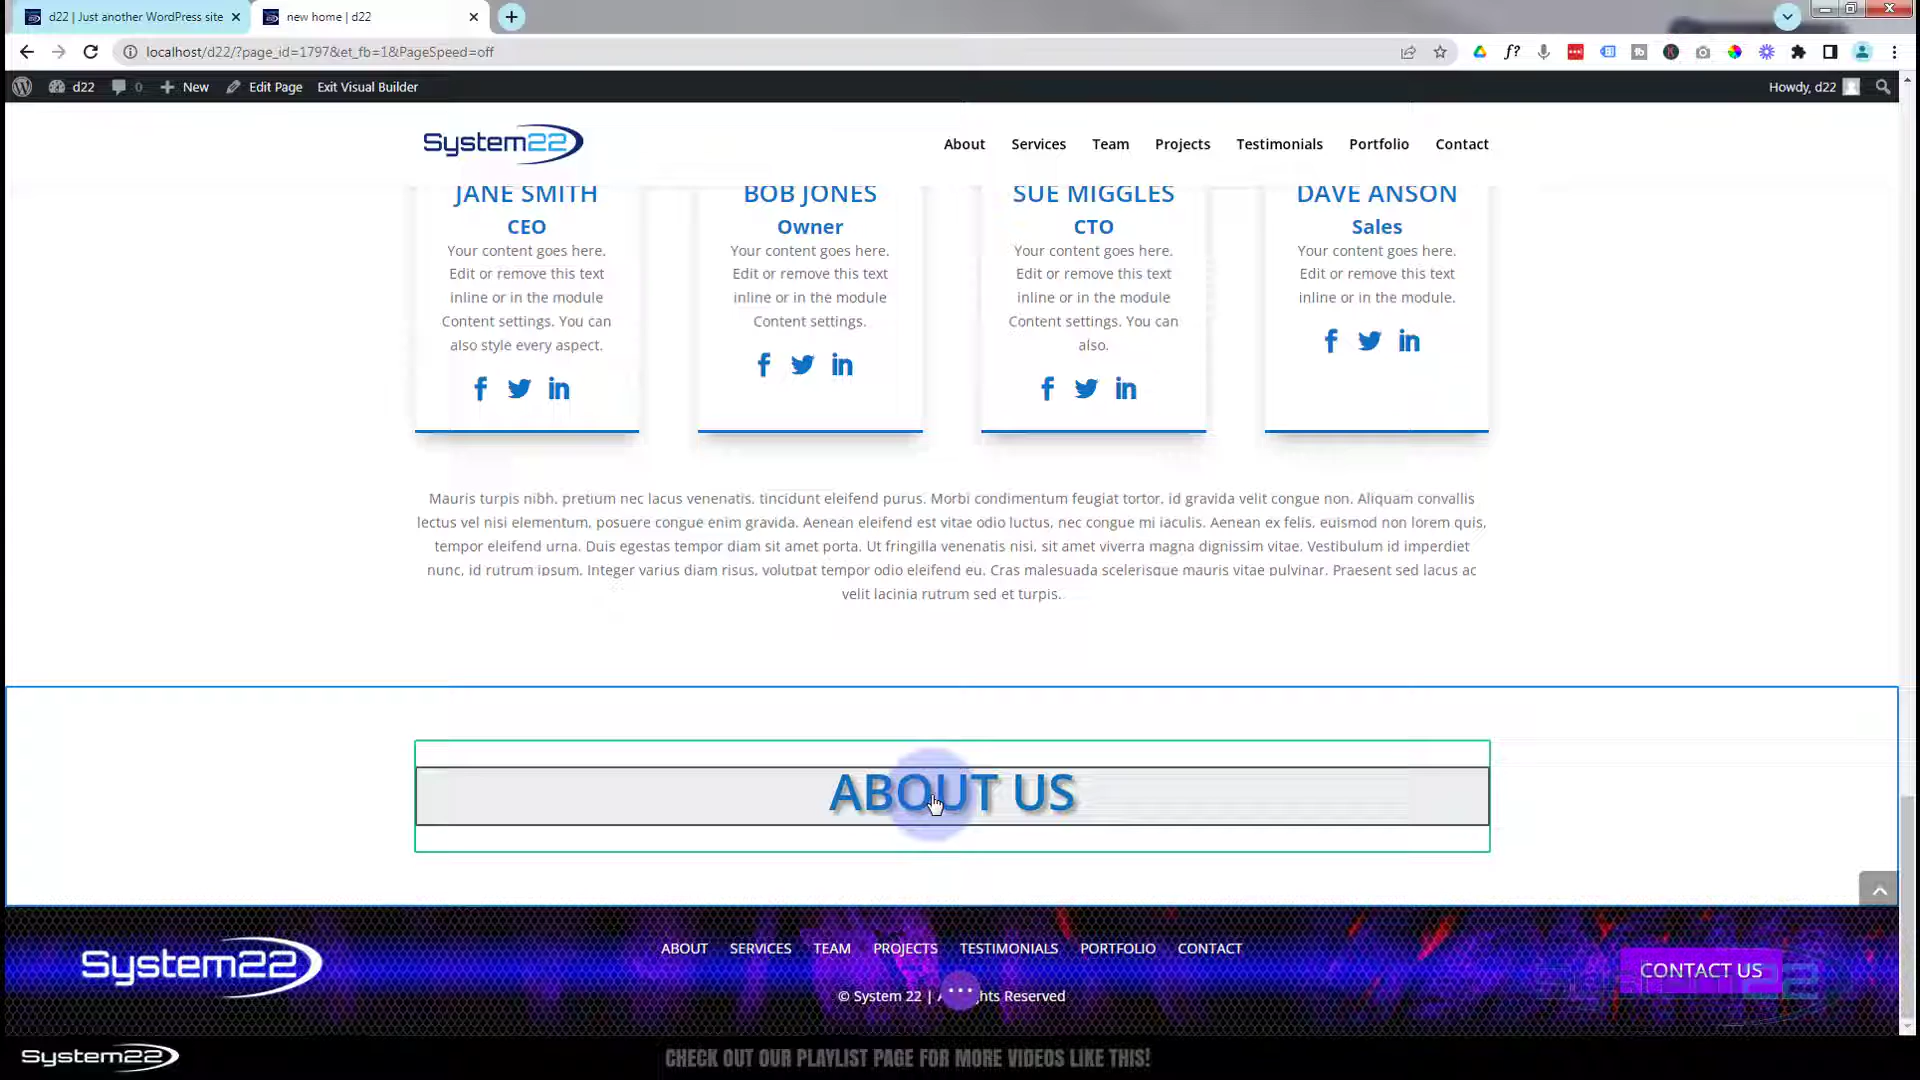 d22 | Just another WordPress site
new home | d22
localhost/d22/?page_id=1797&et_fb=1&PageSpeed=off
d22 0 New Edit Page Exit Visual Builder Howdy, d22
System22
About Services Team Projects Testimonials Portfolio Contact
JANE SMITH
CEO
Your content goes here.
Edit or remove this text
inline or in the module
Content settings. You can
also style every aspect.
BOB JONES
Owner
Your content goes here.
Edit or remove this text
inline or in the module
Content settings.
SUE MIGGLES
CTO
Your content goes here.
Edit or remove this text
inline or in the module
Content settings. You can
also.
DAVE ANSON
Sales
Your content goes here.
Edit or remove this text
inline or in the module.
Mauris turpis nibh, pretium nec lacus venenatis, tincidunt eleifend purus. Morbi condimentum feugiat tortor, id gravida velit congue non. Aliquam convallis
lectus vel nisi elementum, posuere congue enim gravida. Aenean eleifend est vitae odio luctus, nec congue mi iaculis. Aenean ex felis, euismod non lorem quis,
tempor eleifend urna. Duis egestas tempor diam sit amet porta. Ut fringilla venenatis nisi, sit amet viverra magna dignissim vitae. Vestibulum id imperdiet
nunc, id rutrum ipsum. Integer varius diam risus, volutpat tempor odio eleifend eu. Cras malesuada scelerisque mauris vitae pulvinar. Praesent sed lacus ac
velit lacinia rutrum sed et turpis.
ABOUT US
System22
ABOUT SERVICES TEAM PROJECTS TESTIMONIALS PORTFOLIO CONTACT
CONTACT US
© System 22 | Reserved
System22
CHECK OUT OUR PLAYLIST PAGE FOR MORE VIDEOS LIKE THIS!